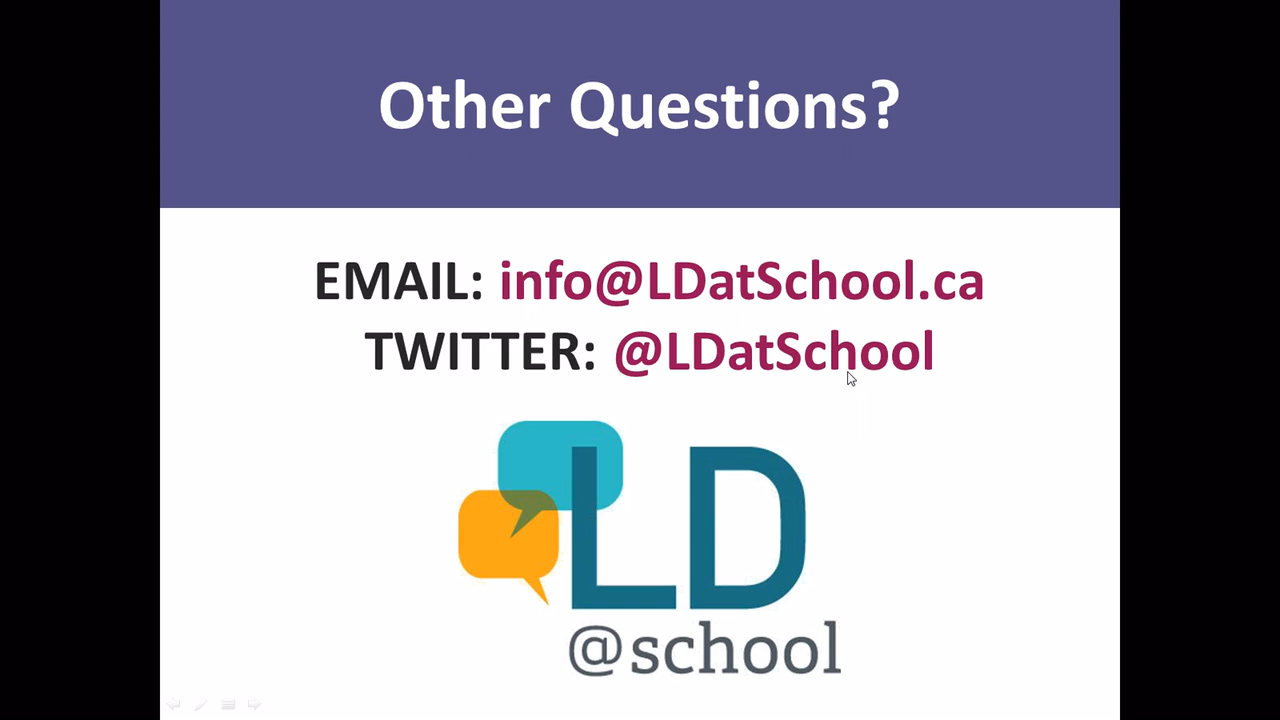 Other Questions?
EMAIL: info@LDatSchool.ca
TWITTER: @LDatSchool
LD
@school